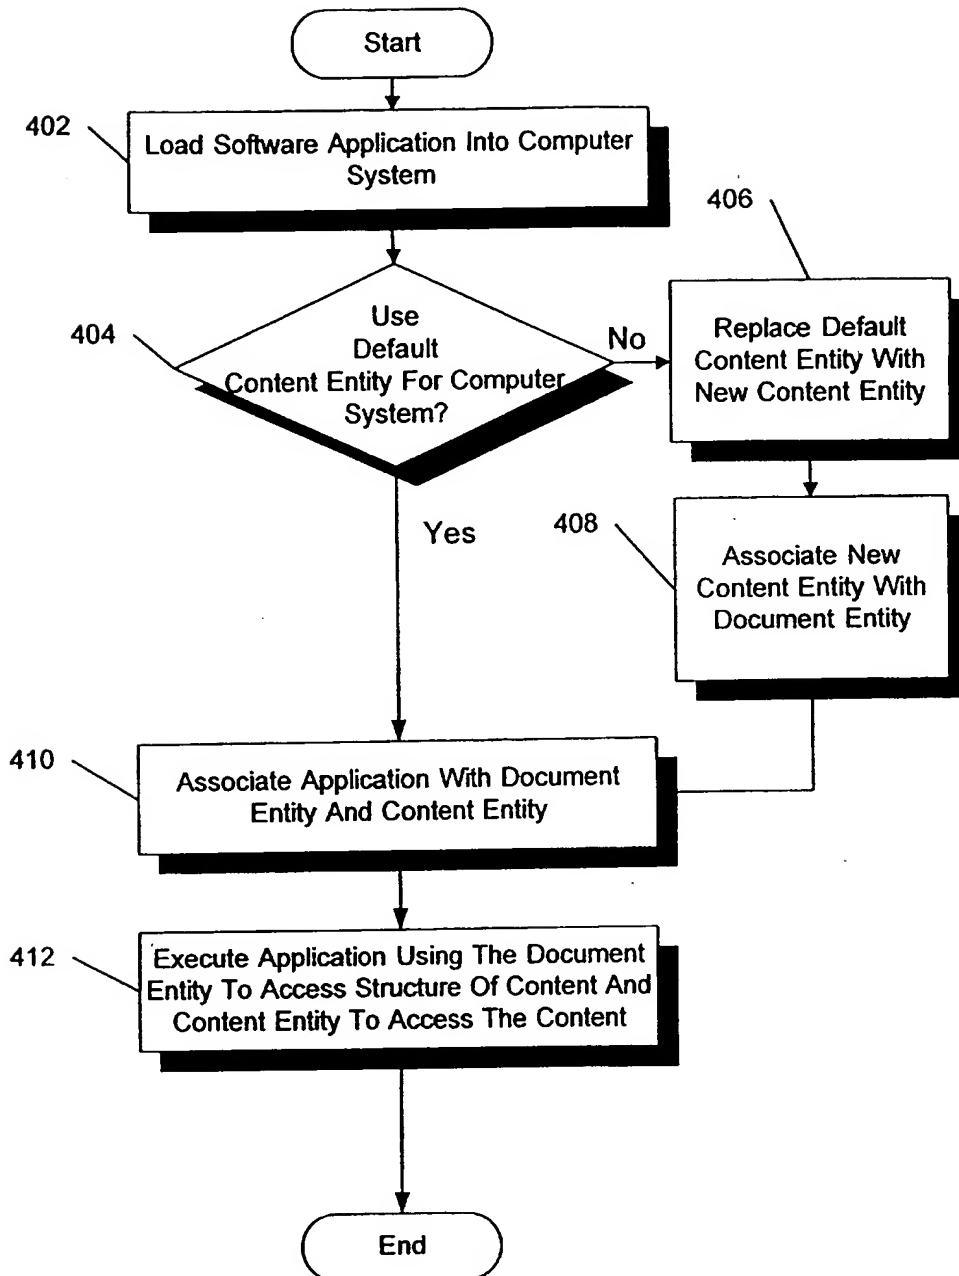 Start
402
Load Software Application Into Computer
System
406
404
Use
Default
Content Entity For Computer
System?
No
Replace Default
Content Entity With
New Content Entity
Yes
408
Associate New
Content Entity With
Document Entity
410
Associate Application With Document
Entity And Content Entity
412
Execute Application Using The Document
Entity To Access Structure Of Content And
Content Entity To Access The Content
End